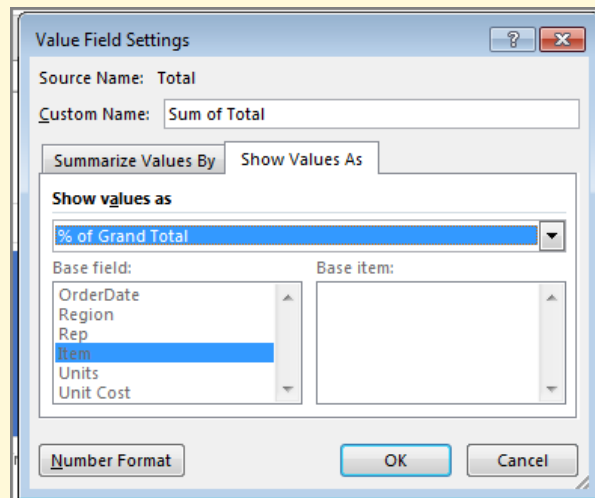 Value Field Settings
Source Name: Total
Custom Name: Sum of Total
Summarize Values By Show Values As
Show values as
% of Grand Total
Base field: Base item:
OrderDate
Region
Rep
Item
Units
Unit Cost
Number Format OK Cancel